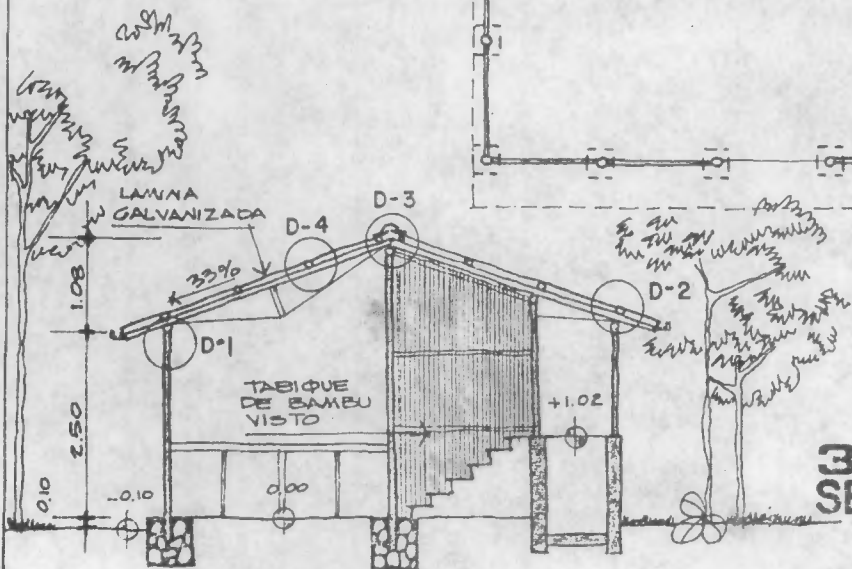 LAMINA
GALVANIZADA
D-4
D-3
33%
D-2
D-1
1.08
TABIQUE
DE BAMBU
VISTO
+1.02
2.50
0.10
-0.10
0.00
3